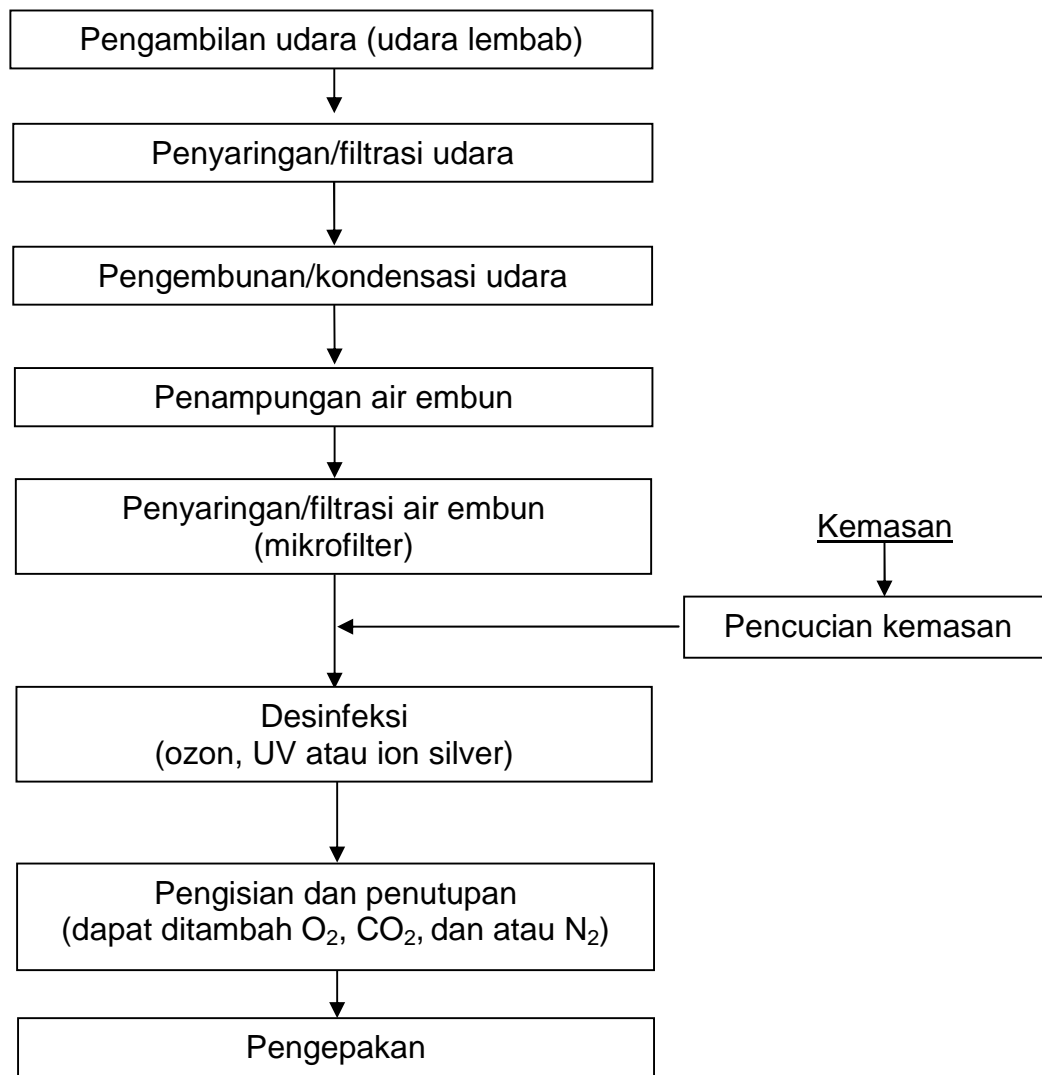 Pengambilan udara (udara lembab)
Penyaringan/filtrasi udara
Pengembunan/kondensasi udara
Penampungan air embun
Penyaringan/filtrasi air embun
(mikrofilter)
Kemasan
Pencucian kemasan
Desinfeksi
(ozon, UV atau ion silver)
Pengisian dan penutupan
(dapat ditambah O₂, CO₂, dan atau N₂)
Pengepakan